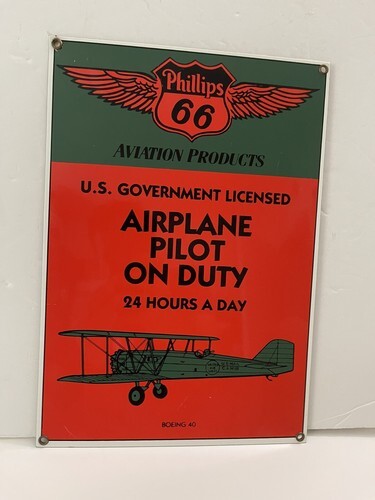 Phillips
66
AVIATION PRODUCTS
U.S. GOVERNMENT LICENSED
AIRPLANE
PILOT
ON DUTY
24 HOURS A DAY
BOEING 40